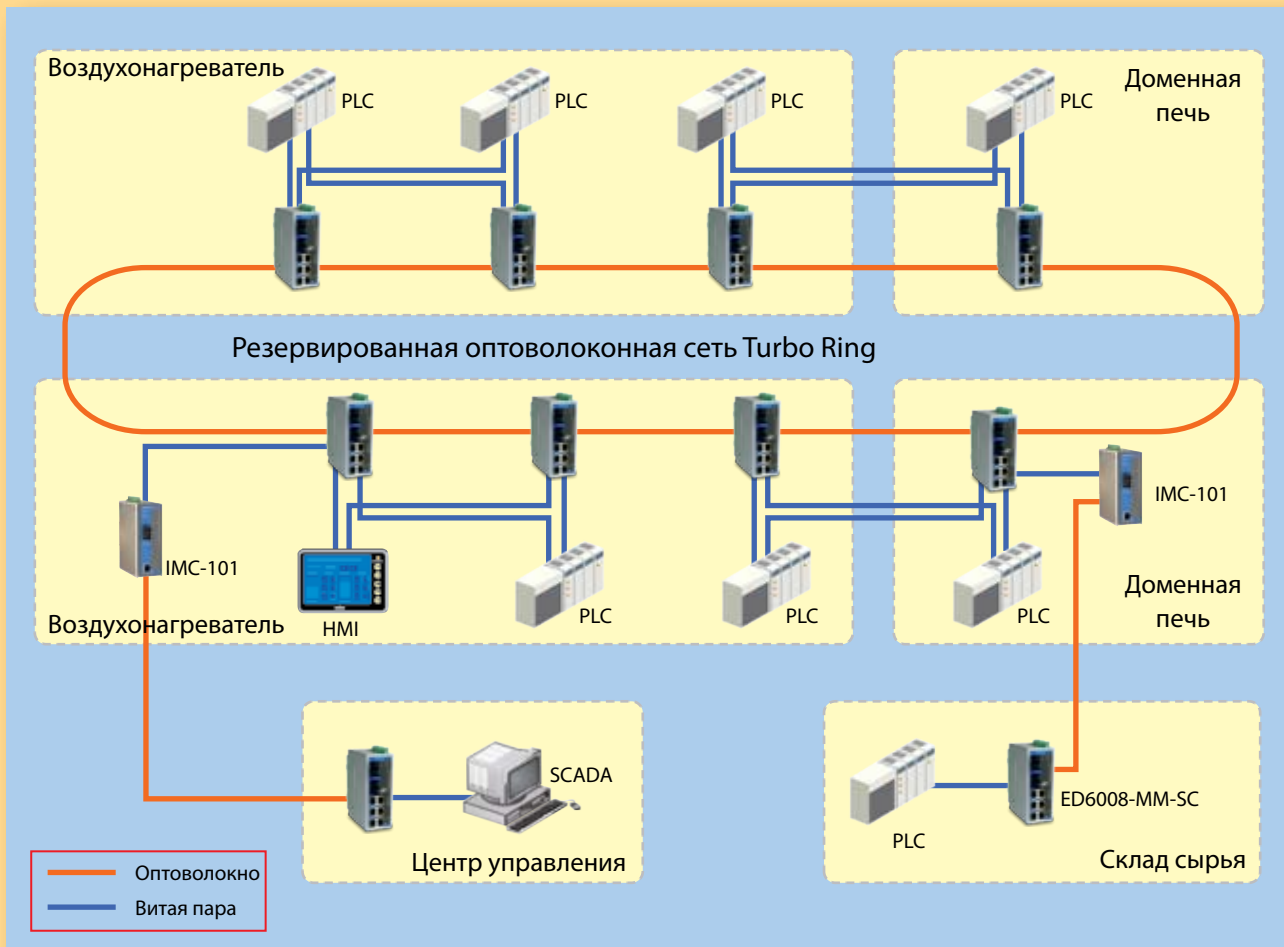 Воздухонагреватель
PLC
PLC
PLC
PLC
Доменная
печь
Резервированная оптоволоконная сеть Turbo Ring
IMC-101
Воздухонагреватель
HMI
PLC
PLC
PLC
IMC-101
Доменная
печь
SCADA
Центр управления
PLC
ED6008-MM-SC
Склад сырья
Оптоволокно
Витая пара